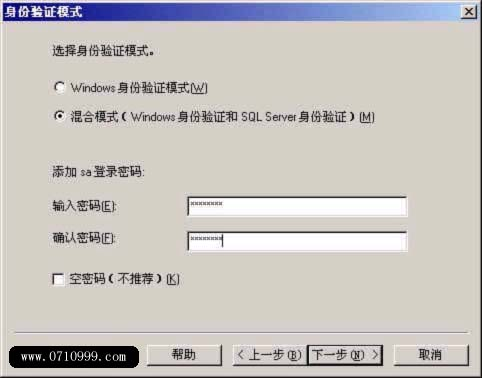 身份验证模式
选择身份验证模式。
Windows 身份验证模式(W)
混合模式（Windows 身份验证和 SQL Server 身份验证）(M)
添加 sa 登录密码:
输入密码(E):
××××××××
确认密码(F):
××××××××
空密码（不推荐）(K)
www.0710999.com
帮助
< 上一步(B)
下一步(N) >
取消